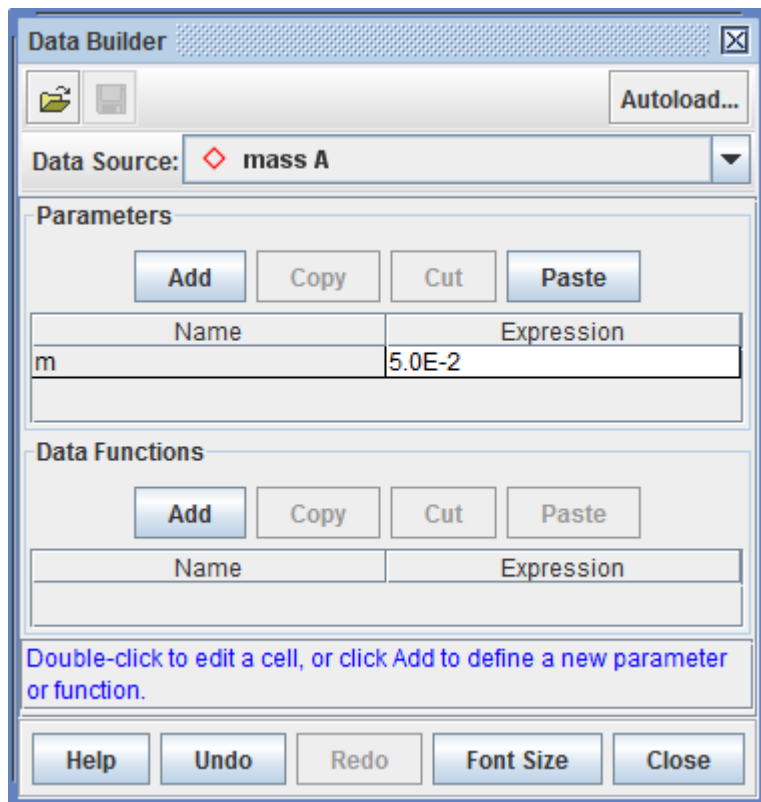 Data Builder
Autoload...
Data Source: mass A
Parameters
Add Copy Cut Paste
Name Expression
m 5.0E-2
Data Functions
Add Copy Cut Paste
Name Expression
Double-click to edit a cell, or click Add to define a new parameter
or function.
Help Undo Redo Font Size Close